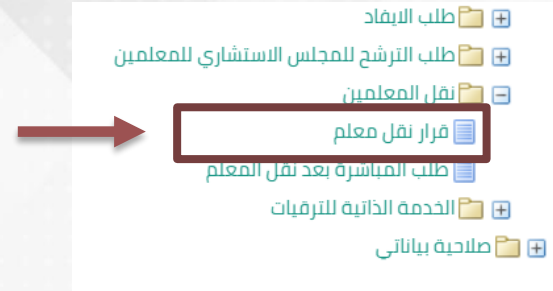 طلب الايفاد
طلب الترشح للمجلس الاستشاري للمعلمين
نقل المعلمين
قرار نقل معلم
طلب المباشرة بعد نقل المعلم
الخدمة الذاتية للترقيات
صلاحية بياناتي